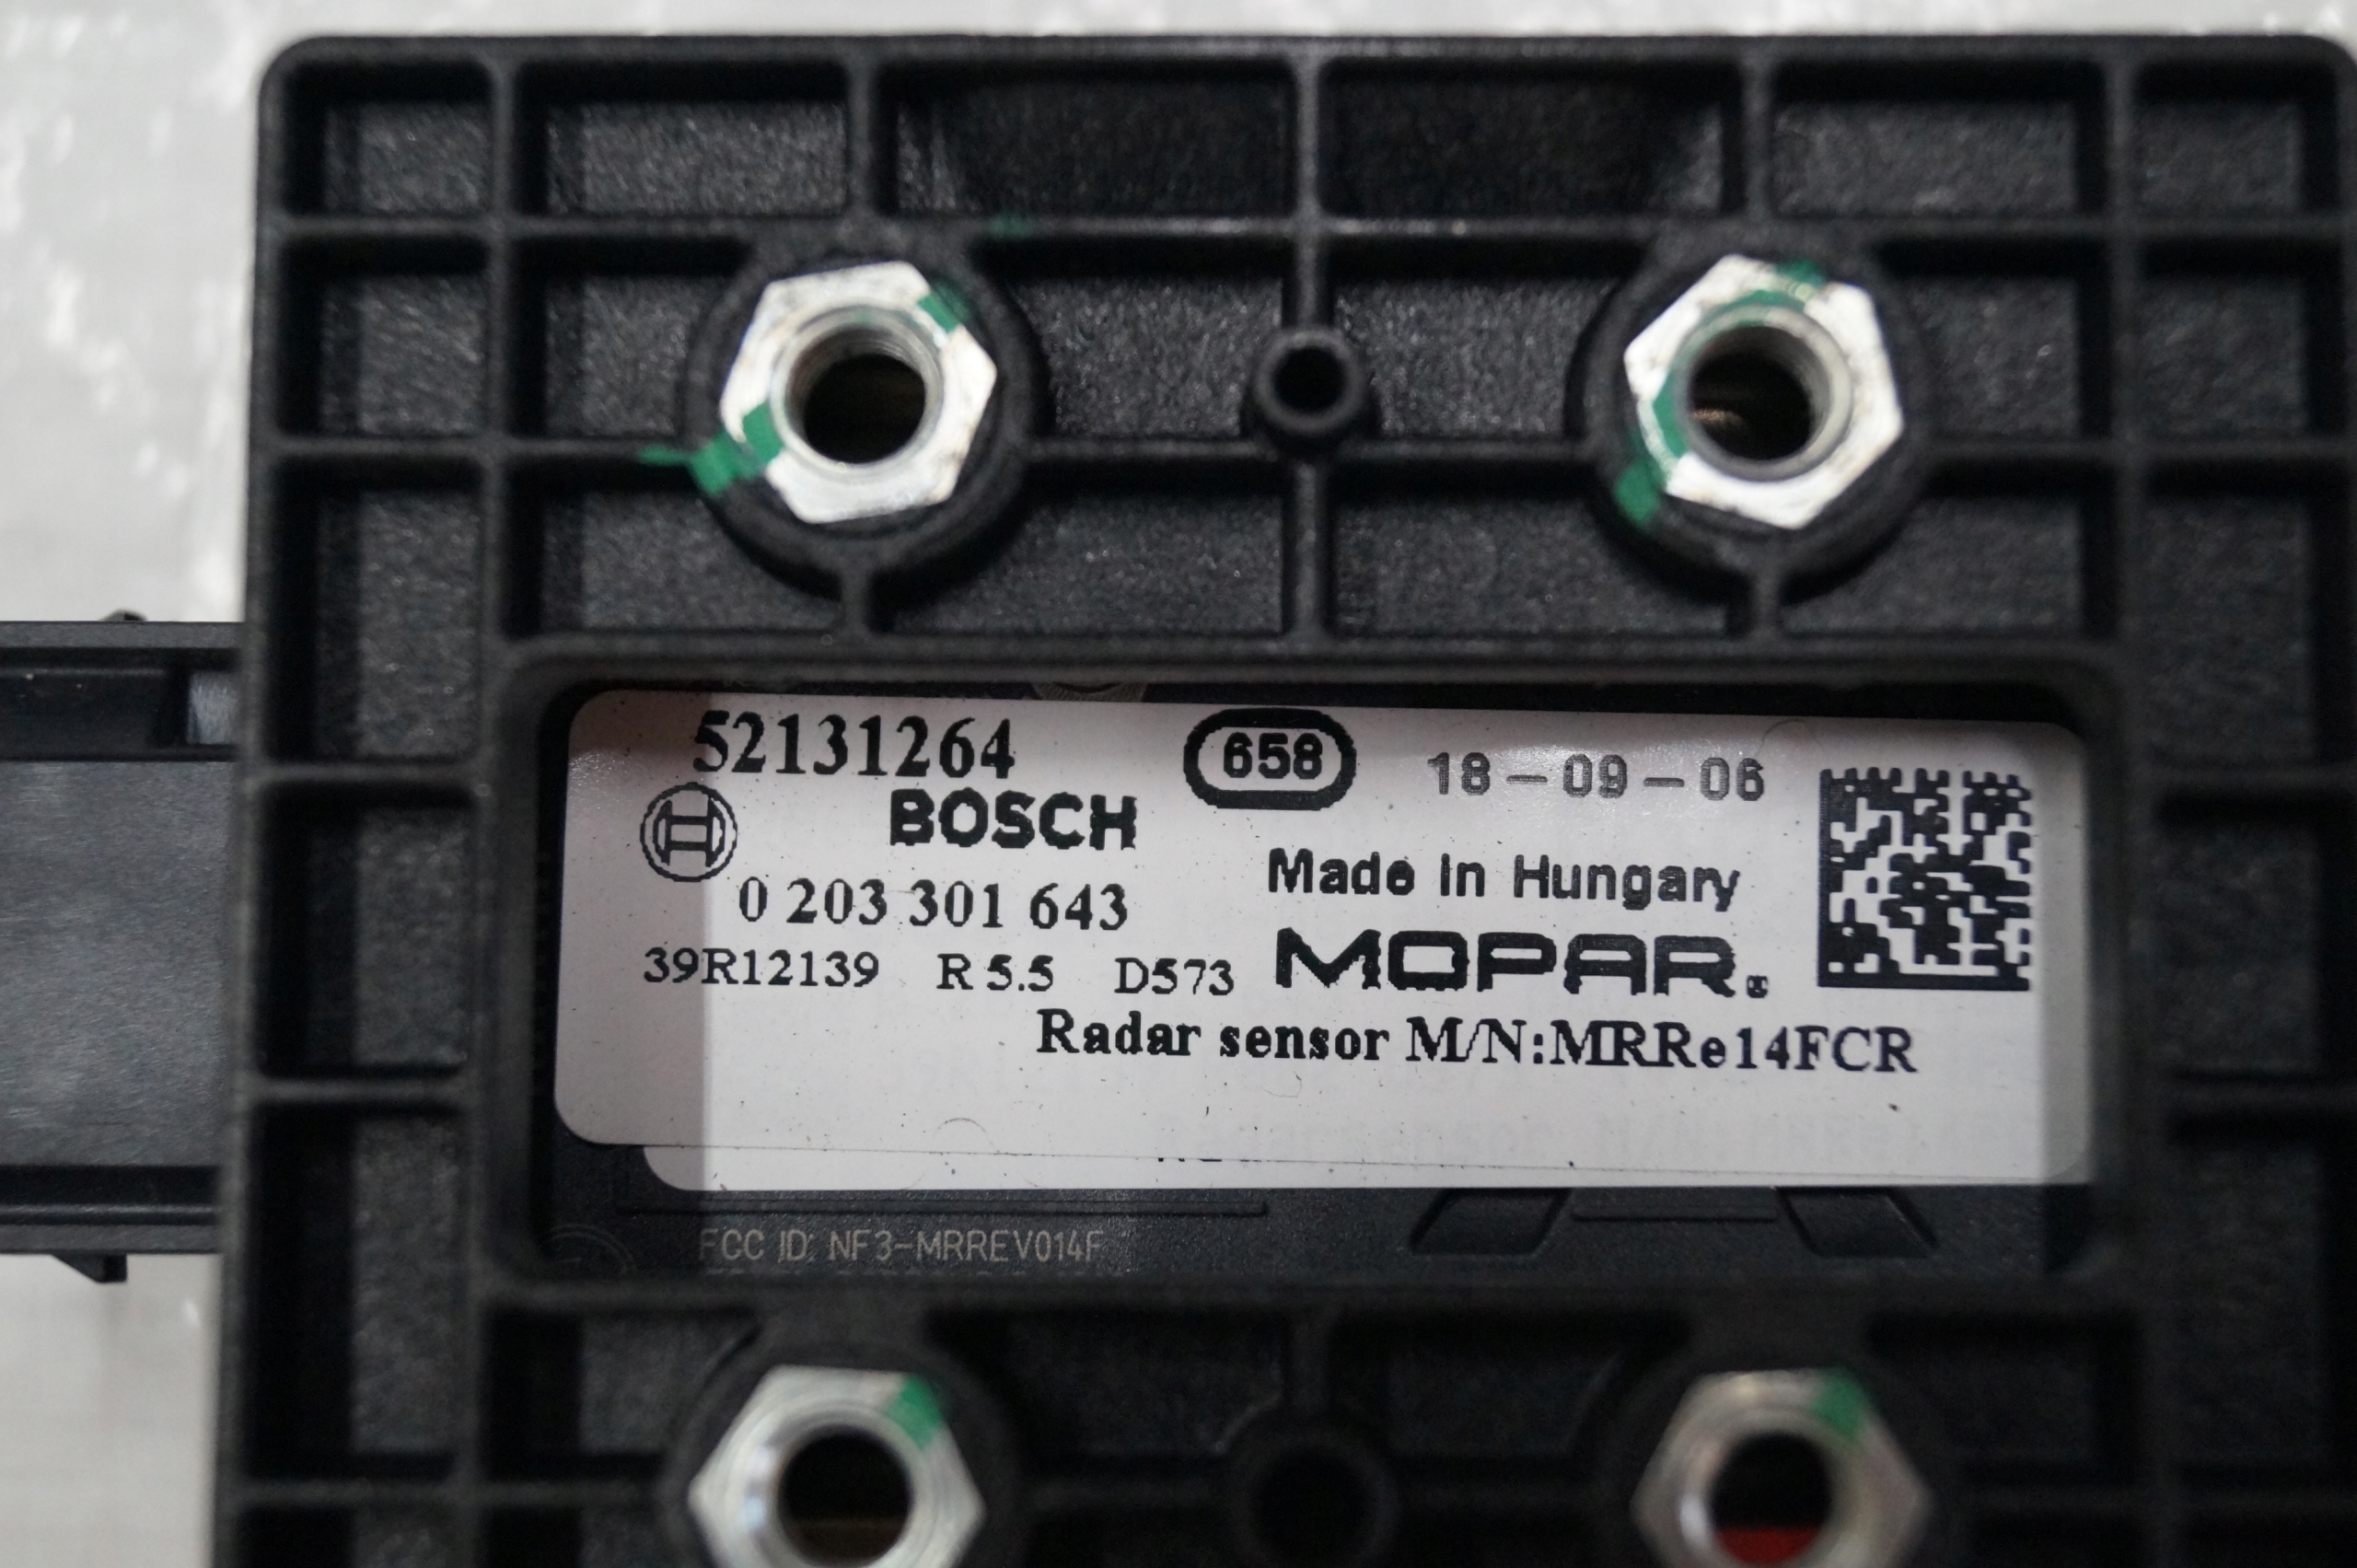 52131264
658
18-09-06
BOSCH
Made in Hungary
0 203 301 643
39R12139 R 5.5 D573 MOPAR.
Radar sensor M/N:MRRe14FCR
FCC ID: NF3-MRREV014F